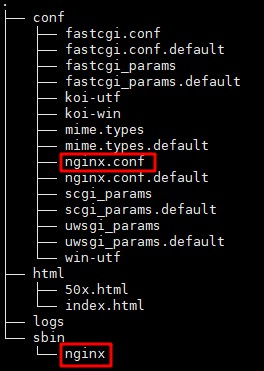 .
├── conf
│   ├── fastcgi.conf
│   ├── fastcgi.conf.default
│   ├── fastcgi_params
│   ├── fastcgi_params.default
│   ├── koi-utf
│   ├── koi-win
│   ├── mime.types
│   ├── mime.types.default
│   ├── nginx.conf
│   ├── nginx.conf.default
│   ├── scgi_params
│   ├── scgi_params.default
│   ├── uwsgi_params
│   ├── uwsgi_params.default
│   └── win-utf
├── html
│   ├── 50x.html
│   └── index.html
├── logs
└── sbin
    └── nginx